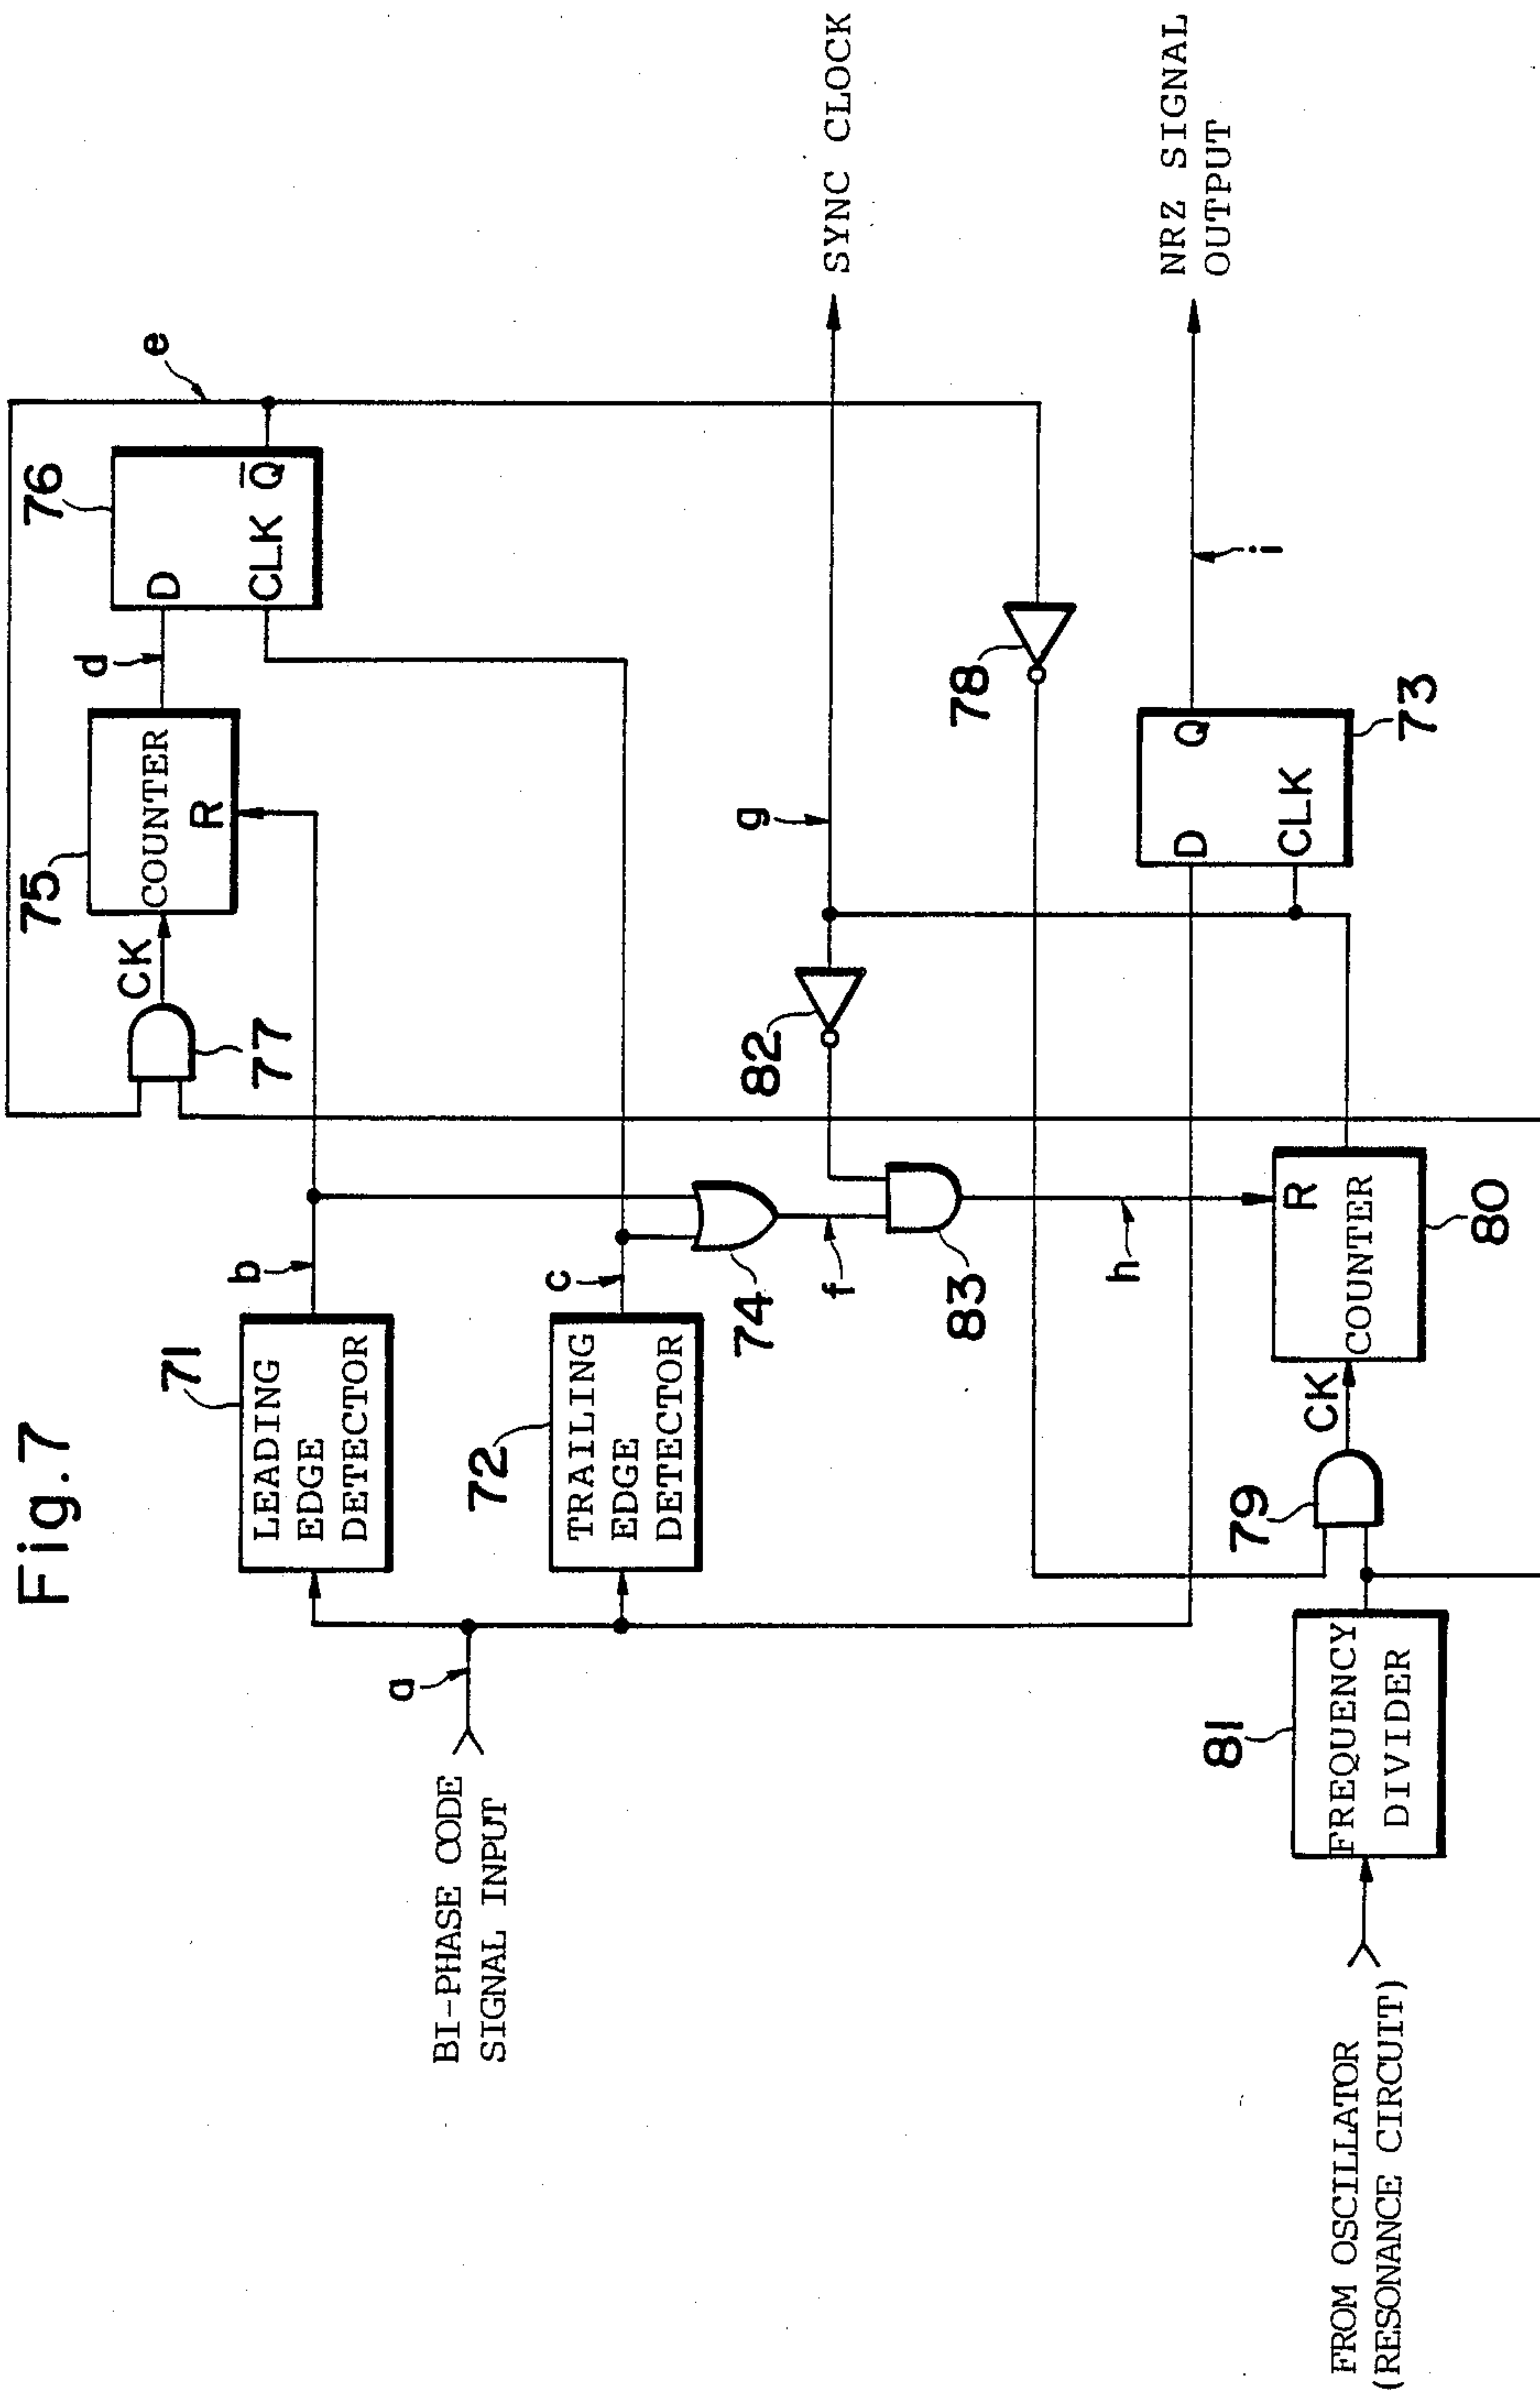 Fig.7
BI-PHASE CODE
SIGNAL INPUT
a
71
LEADING
EDGE
DETECTOR
b
72
TRAILING
EDGE
DETECTOR
c
74
f
83
h
77
CK
75
COUNTER
R
d
76
D
CLK
Q̅
e
82
g
SYNC CLOCK
78
FROM OSCILLATOR
(RESONANCE CIRCUIT)
81
FREQUENCY
DIVIDER
79
CK
R
COUNTER
80
D
CLK
Q
73
i
NRZ SIGNAL
OUTPUT